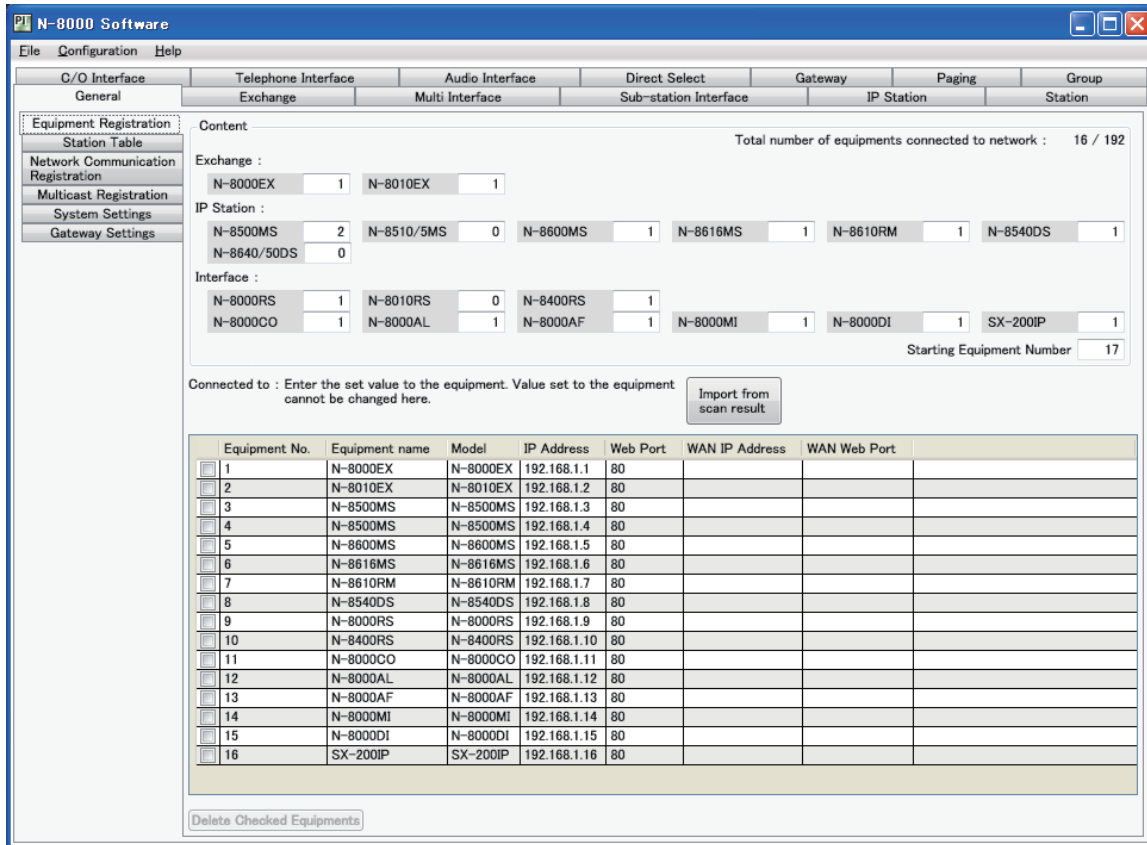 N-8000 Software
File Configuration Help
C/O Interface Telephone Interface Audio Interface Direct Select Gateway Paging Group
General Exchange Multi Interface Sub-station Interface IP Station Station
Equipment Registration
Station Table
Network Communication
Registration
Multicast Registration
System Settings
Gateway Settings
Content
Total number of equipments connected to network : 16 / 192
Exchange :
N-8000EX 1 N-8010EX 1
IP Station :
N-8500MS 2 N-8510/5MS 0 N-8600MS 1 N-8616MS 1 N-8610RM 1 N-8540DS 1
N-8640/50DS 0
Interface :
N-8000RS 1 N-8010RS 0 N-8400RS 1
N-8000CO 1 N-8000AL 1 N-8000AF 1 N-8000MI 1 N-8000DI 1 SX-200IP 1
Starting Equipment Number 17
Connected to : Enter the set value to the equipment. Value set to the equipment
cannot be changed here.
Import from
scan result
Equipment No. Equipment name Model IP Address Web Port WAN IP Address WAN Web Port
1 N-8000EX N-8000EX 192.168.1.1 80
2 N-8010EX N-8010EX 192.168.1.2 80
3 N-8500MS N-8500MS 192.168.1.3 80
4 N-8500MS N-8500MS 192.168.1.4 80
5 N-8600MS N-8600MS 192.168.1.5 80
6 N-8616MS N-8616MS 192.168.1.6 80
7 N-8610RM N-8610RM 192.168.1.7 80
8 N-8540DS N-8540DS 192.168.1.8 80
9 N-8000RS N-8000RS 192.168.1.9 80
10 N-8400RS N-8400RS 192.168.1.10 80
11 N-8000CO N-8000CO 192.168.1.11 80
12 N-8000AL N-8000AL 192.168.1.12 80
13 N-8000AF N-8000AF 192.168.1.13 80
14 N-8000MI N-8000MI 192.168.1.14 80
15 N-8000DI N-8000DI 192.168.1.15 80
16 SX-200IP SX-200IP 192.168.1.16 80
Delete Checked Equipments